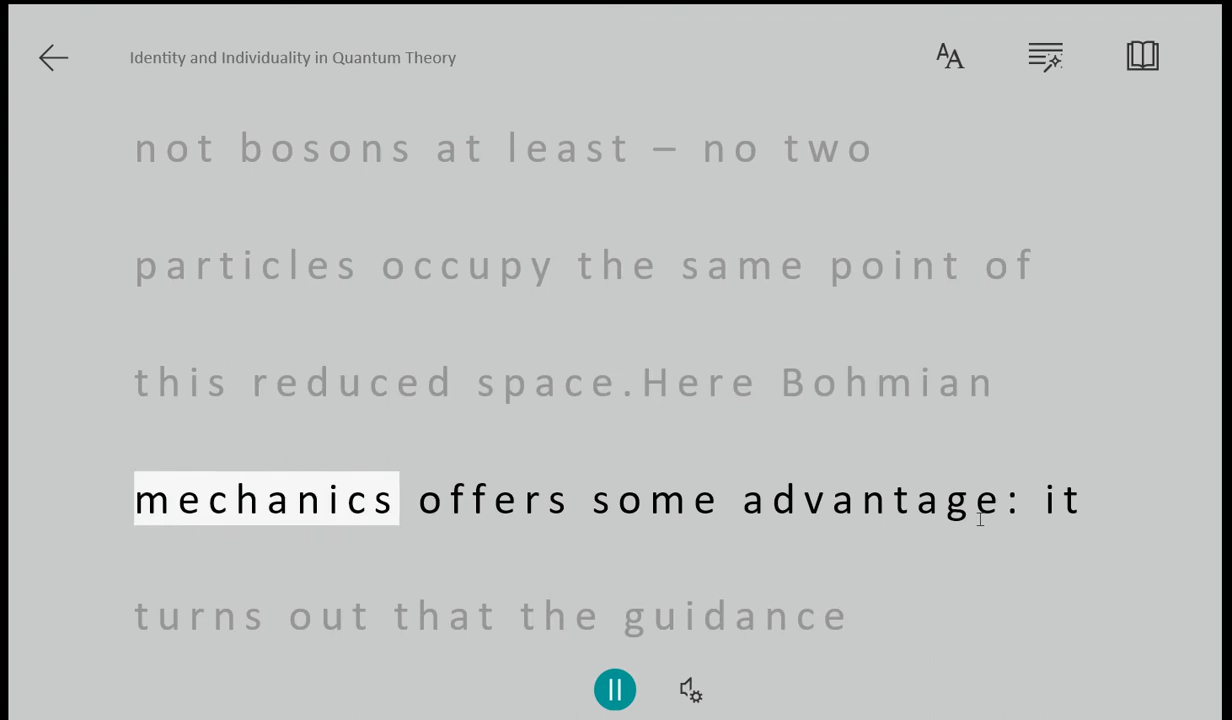 Identity and Individuality in Quantum Theory
not bosons at least – no two
particles occupy the same point of
this reduced space.Here Bohmian
mechanics offers some advantage: it
turns out that the guidance